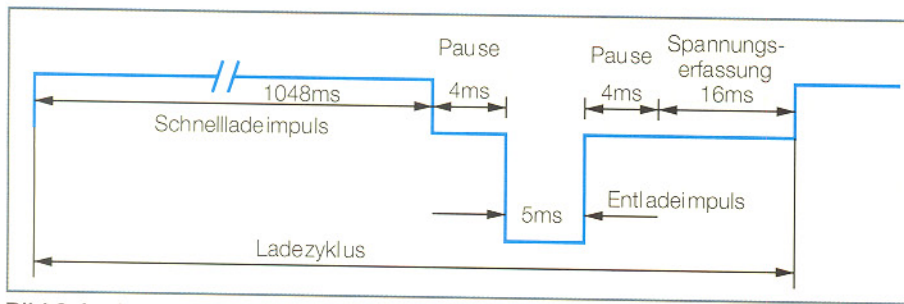 Pause
Pause
Spannungs-
erfassung
4ms
4ms
16ms
1048ms
Schnellladeimpuls
5ms
Entladeimpuls
Ladezyklus